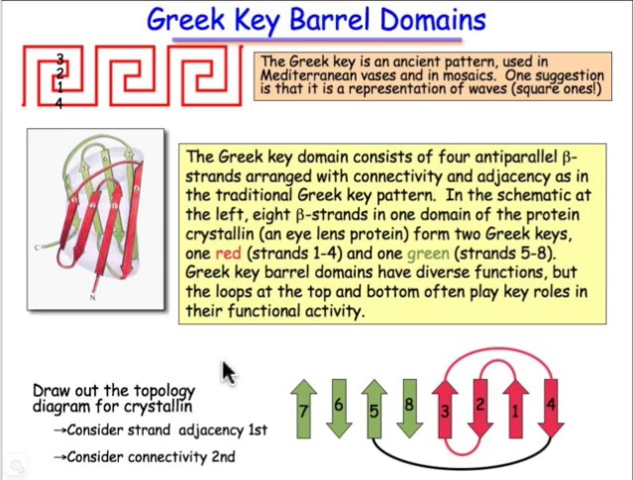 Greek Key Barrel Domains
3
2
1
4
The Greek key is an ancient pattern, used in
Mediterranean vases and in mosaics. One suggestion
is that it is a representation of waves (square ones!)
The Greek key domain consists of four antiparallel β-
strands arranged with connectivity and adjacency as in
the traditional Greek key pattern. In the schematic at
the left, eight β-strands in one domain of the protein
crystallin (an eye lens protein) form two Greek keys,
one red (strands 1-4) and one green (strands 5-8).
Greek key barrel domains have diverse functions, but
the loops at the top and bottom often play key roles in
their functional activity.
C
N
Draw out the topology
diagram for crystallin
→Consider strand adjacency 1st
→Consider connectivity 2nd
7 6 5 8 3 2 1 4